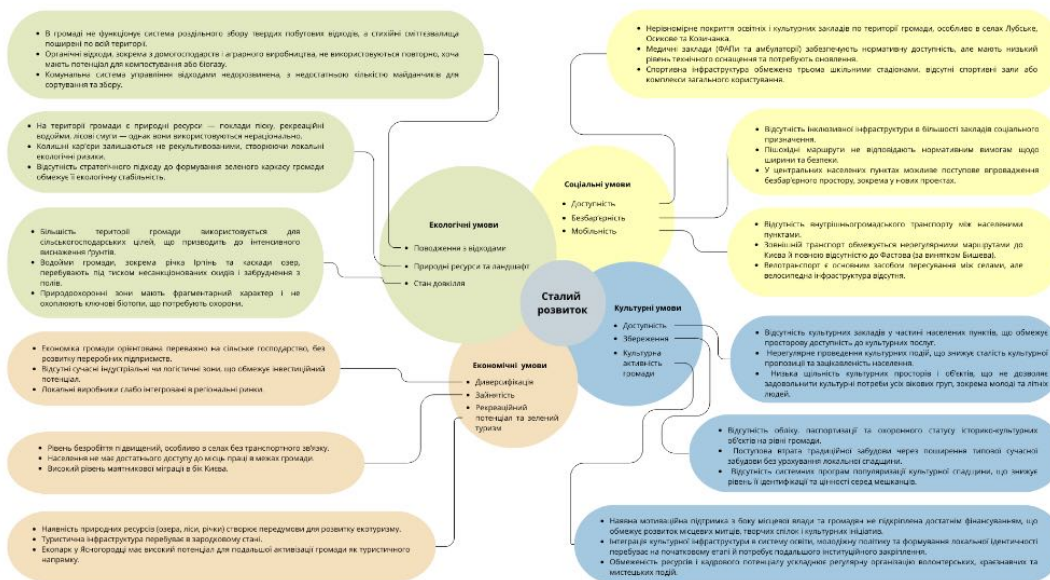 • В громаді не функціонує система роздільного збору твердих побутових відходів, а стихійні сміттєзвалища
поширені по всій території.
• Органічні відходи, зокрема з домогосподарств і аграрного виробництва, не використовуються повторно, хоча
мають потенціал для компостування або біогазу.
• Комунальна система управління відходами недорозвинена, з недостатньою кількістю майданчиків для
сортування та збору.
• На території громади є природні ресурси — поклади піску, рекреаційні
водойми, лісові смуги — однак вони використовуються нераціонально.
• Колишні кар'єри залишаються не рекультивованими, створюючи локальні
екологічні ризики.
• Відсутність стратегічного підходу до формування зеленого каркасу громади
обмежує її екологічну стабільність.
• Більшість території громади використовується для
сільськогосподарських цілей, що призводить до інтенсивного
виснаження ґрунтів.
• Водойми громади, зокрема річка Ірпінь та каскади озер,
перебувають під тиском несанкціонованих скидів і забруднення з
полів.
• Природоохоронні зони мають фрагментарний характер і не
охоплюють ключові біотопи, що потребують охорони.
• Економіка громади орієнтована переважно на сільське господарство, без
розвитку переробних підприємств.
• Відсутні сучасні індустріальні чи логістичні зони, що обмежує інвестиційний
потенціал.
• Локальні виробники слабо інтегровані в регіональні ринки.
• Рівень безробіття підвищений, особливо в селах без транспортного зв'язку.
• Населення не має достатнього доступу до місць праці в межах громади.
• Високий рівень маятникової міграції в бік Києва.
• Наявність природних ресурсів (озера, ліси, річки) створює передумови для розвитку екотуризму.
• Туристична інфраструктура перебуває в зародковому стані.
• Екопарк у Ясногородці має високий потенціал для подальшої активізації громади як туристичного
напрямку.
Екологічні умови
• Поводження з відходами
• Природні ресурси та ландшафт
• Стан довкілля
Соціальні умови
• Доступність
• Безбар'єрність
• Мобільність
Сталий
розвиток
Культурні умови
• Доступність
• Збереження
• Культурна
активність
громади
Економічні умови
• Диверсифікація
• Зайнятість
• Рекреаційний
потенціал та зелений
туризм
• Нерівномірне покриття освітніх і культурних закладів по території громади, особливо в селах Лубське,
Осикове та Козичанка.
• Медичні заклади (ФАПи та амбулаторії) забезпечують нормативну доступність, але мають низький
рівень технічного оснащення та потребують оновлення.
• Спортивна інфраструктура обмежена трьома шкільними стадіонами, відсутні спортивні зали або
комплекси загального користування.
• Відсутність інклюзивної інфраструктури в більшості закладів соціального
призначення.
• Пішохідні маршрути не відповідають нормативним вимогам щодо
ширини та безпеки.
• У центральних населених пунктах можливе поступове впровадження
безбар'єрного простору, зокрема у нових проектах.
• Відсутність внутрішньогромадського транспорту між населеними
пунктами.
• Зовнішній транспорт обмежується нерегулярними маршрутами до
Києва й повною відсутністю до Фастова (за винятком Бишева).
• Велотранспорт є основним засобом пересування між селами, але
велосипедна інфраструктура відсутня.
• Відсутність культурних закладів у частині населених пунктів, що обмежує
просторову доступність до культурних послуг.
• Нерегулярне проведення культурних подій, що знижує сталість культурної
пропозиції та зацікавленість населення.
• Низька щільність культурних просторів і об'єктів, що не дозволяє
задовольнити культурні потреби усіх вікових груп, зокрема молоді та літніх
людей.
• Відсутність обліку, паспортизації та охоронного статусу історико-культурних
об'єктів на рівні громади.
• Поступова втрата традиційної забудови через поширення типової сучасної
забудови без урахування локальної спадщини.
• Відсутність системних програм популяризації культурної спадщини, що знижує
рівень її ідентифікації та цінності серед мешканців.
• Наявна мотиваційна підтримка з боку місцевої влади та громадян не підкріплена достатнім фінансуванням, що
обмежує розвиток місцевих митців, творчих спілок і культурних ініціатив.
• Інтеграція культурної інфраструктури в систему освіти, молодіжну політику та формування локальної ідентичності
перебуває на початковому етапі й потребує подальшого інституційного закріплення.
• Обмеженість ресурсів і кадрового потенціалу ускладнює регулярну організацію волонтерських, краєзнавчих та
мистецьких подій.